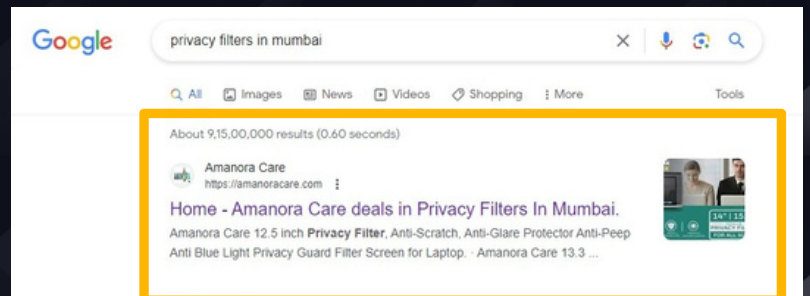 Google
privacy filters in mumbai
All Images News Videos Shopping More Tools
About 9,15,00,000 results (0.60 seconds)
Amanora Care
https://amanoracare.com
Home - Amanora Care deals in Privacy Filters In Mumbai.
Amanora Care 12.5 inch Privacy Filter, Anti-Scratch, Anti-Glare Protector Anti-Peep
Anti Blue Light Privacy Guard Filter Screen for Laptop. · Amanora Care 13.3 ...